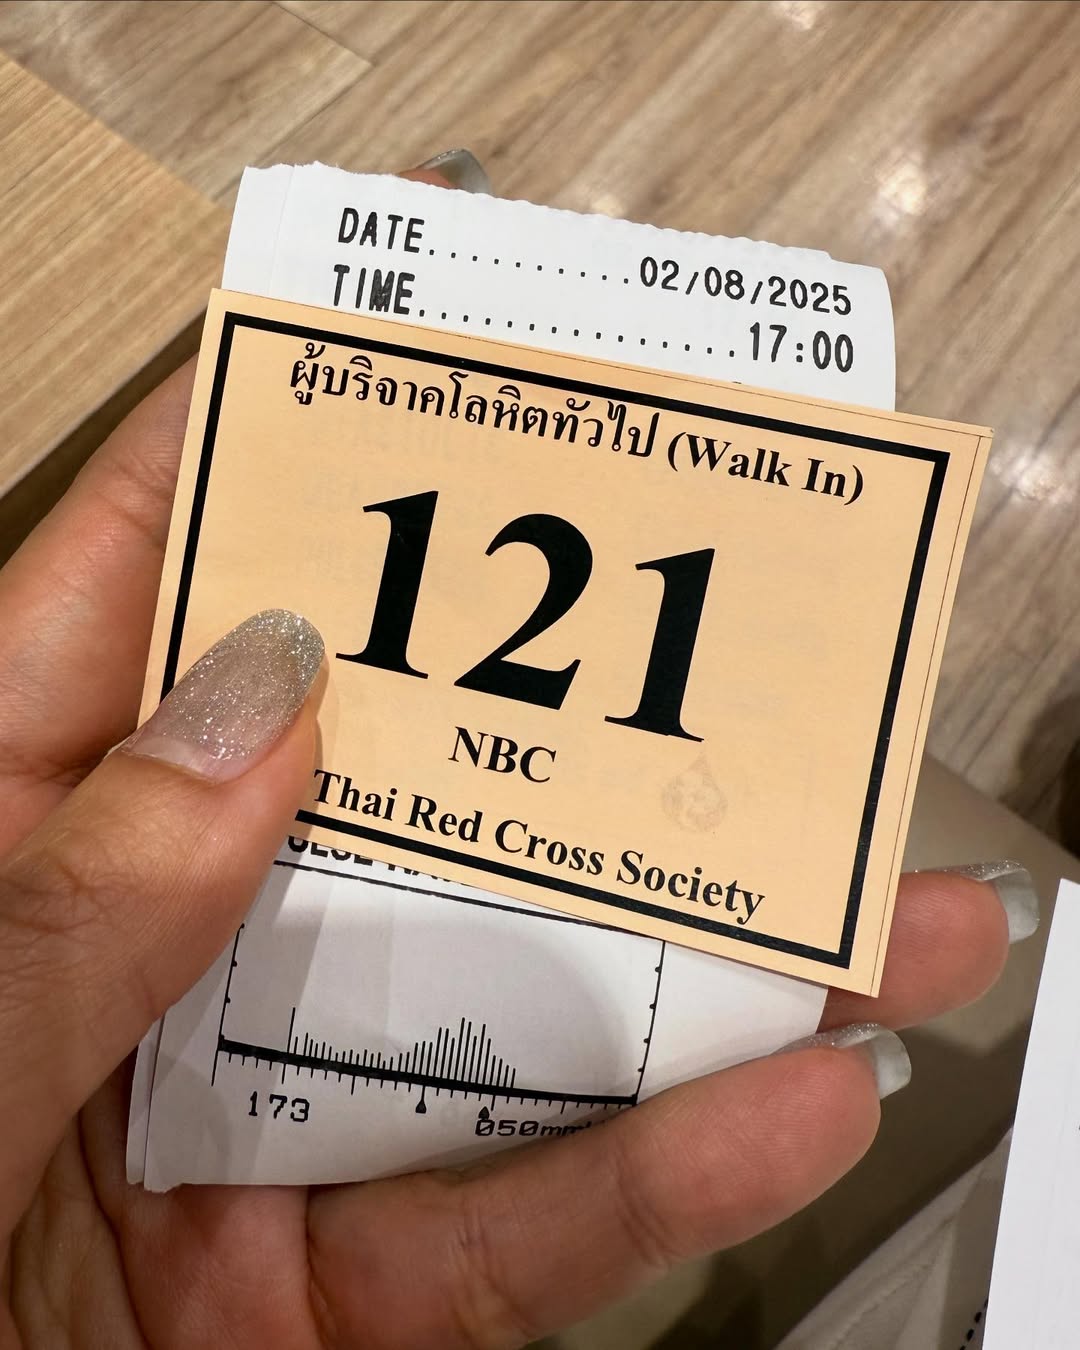 DATE..........02/08/2025
TIME...............17:00
ผู้บริจาคโลหิตทั่วไป (Walk In)
121
NBC
Thai Red Cross Society
173